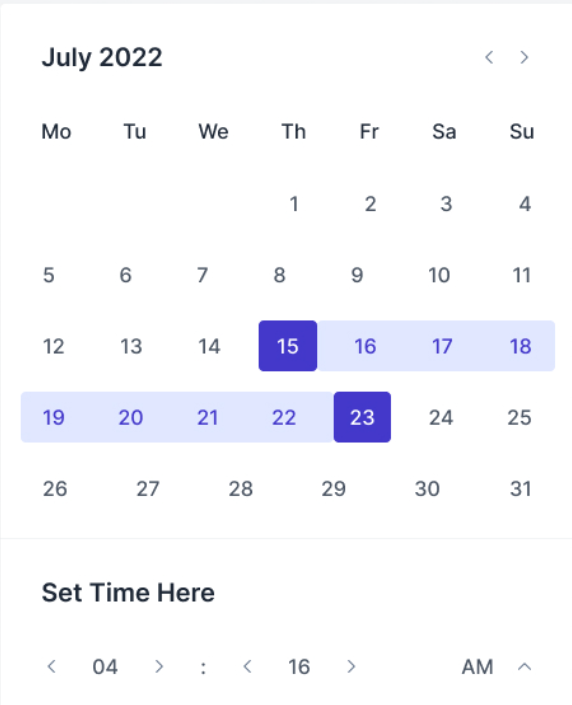 July 2022
Mo Tu We Th Fr Sa Su
1 2 3 4
5 6 7 8 9 10 11
12 13 14 15 16 17 18
19 20 21 22 23 24 25
26 27 28 29 30 31
Set Time Here
04 : 16 AM